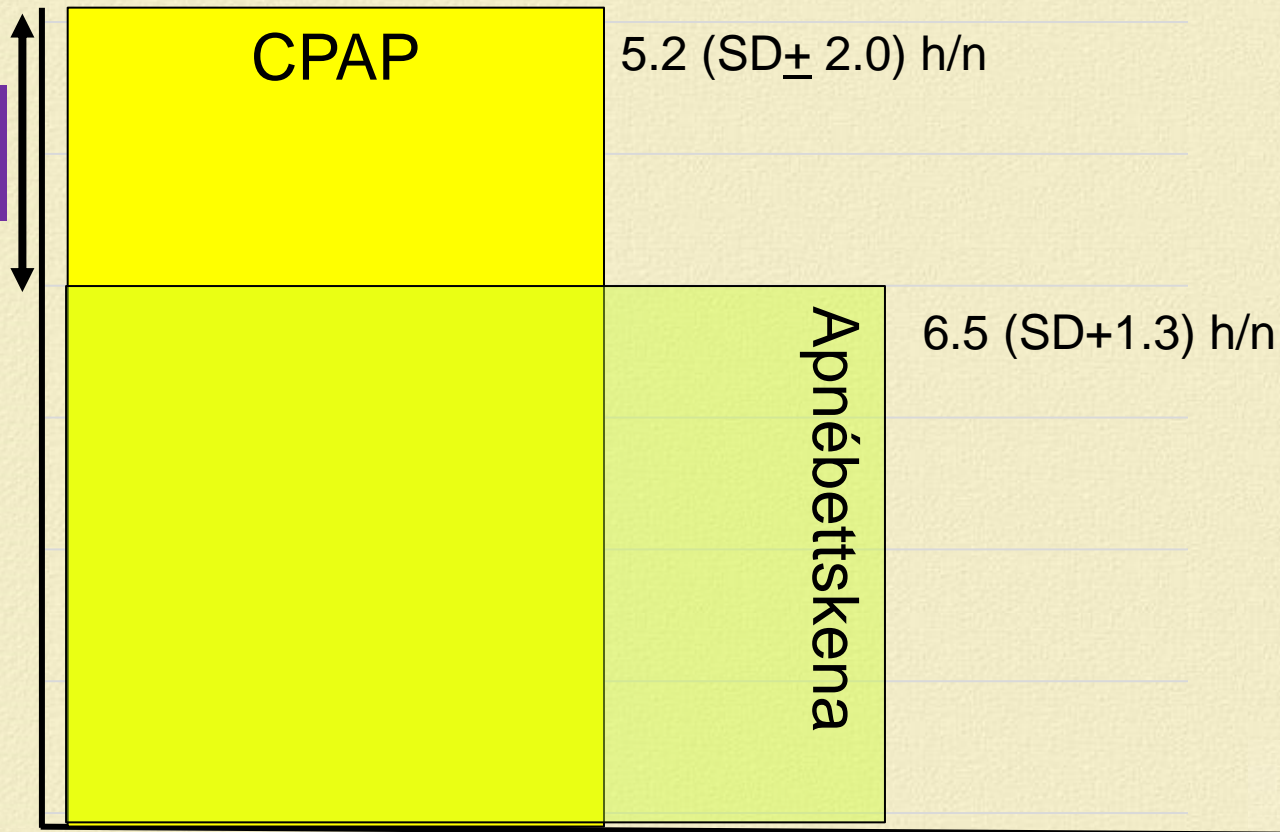 CPAP
5.2 (SD± 2.0) h/n
6.5 (SD+1.3) h/n
Apnébettskena